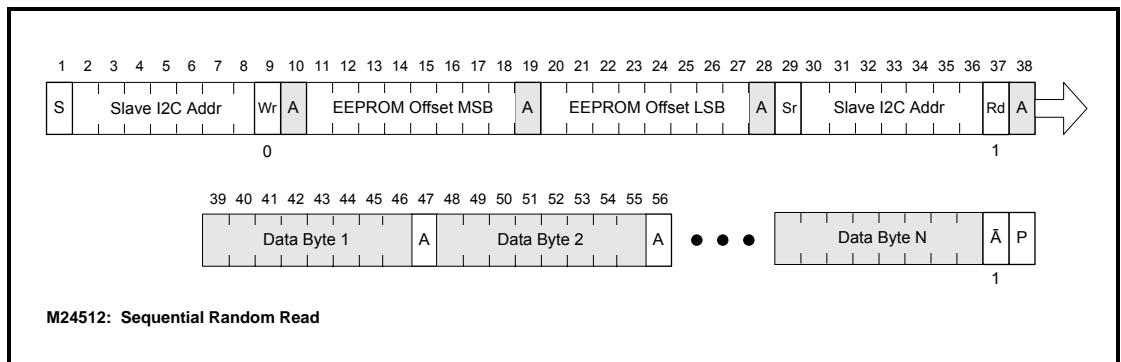 1 2 3 4 5 6 7 8 9 10 11 12 13 14 15 16 17 18 19 20 21 22 23 24 25 26 27 28 29 30 31 32 33 34 35 36 37 38
S Slave I2C Addr Wr A EEPROM Offset MSB A EEPROM Offset LSB A Sr Slave I2C Addr Rd A
0 1
39 40 41 42 43 44 45 46 47 48 49 50 51 52 53 54 55 56
Data Byte 1 A Data Byte 2 A ● ● ● Data Byte N Ā P
1
M24512: Sequential Random Read